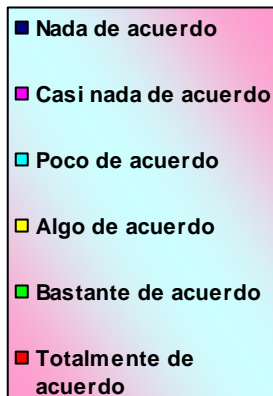 Nada de acuerdo
Casi nada de acuerdo
Poco de acuerdo
Algo de acuerdo
Bastante de acuerdo
Totalmente de
acuerdo